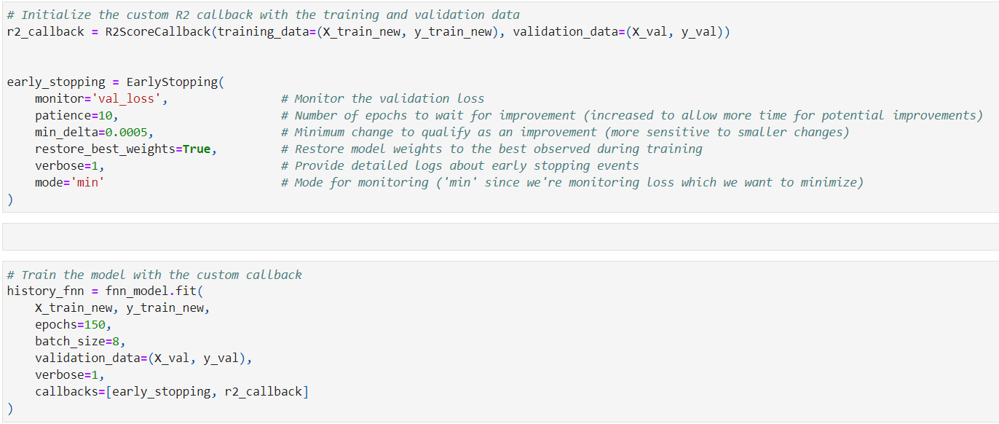 # Initialize the custom R2 callback with the training and validation data
r2_callback = R2ScoreCallback(training_data=(X_train_new, y_train_new), validation_data=(X_val, y_val))
early_stopping = EarlyStopping(
    monitor='val_loss',                # Monitor the validation loss
    patience=10,                       # Number of epochs to wait for improvement (increased to allow more time for potential improvements)
    min_delta=0.0005,                  # Minimum change to qualify as an improvement (more sensitive to smaller changes)
    restore_best_weights=True,         # Restore model weights to the best observed during training
    verbose=1,                         # Provide detailed logs about early stopping events
    mode='min'                         # Mode for monitoring ('min' since we're monitoring loss which we want to minimize)
)
# Train the model with the custom callback
history_fnn = fnn_model.fit(
    X_train_new, y_train_new,
    epochs=150,
    batch_size=8,
    validation_data=(X_val, y_val),
    verbose=1,
    callbacks=[early_stopping, r2_callback]
)